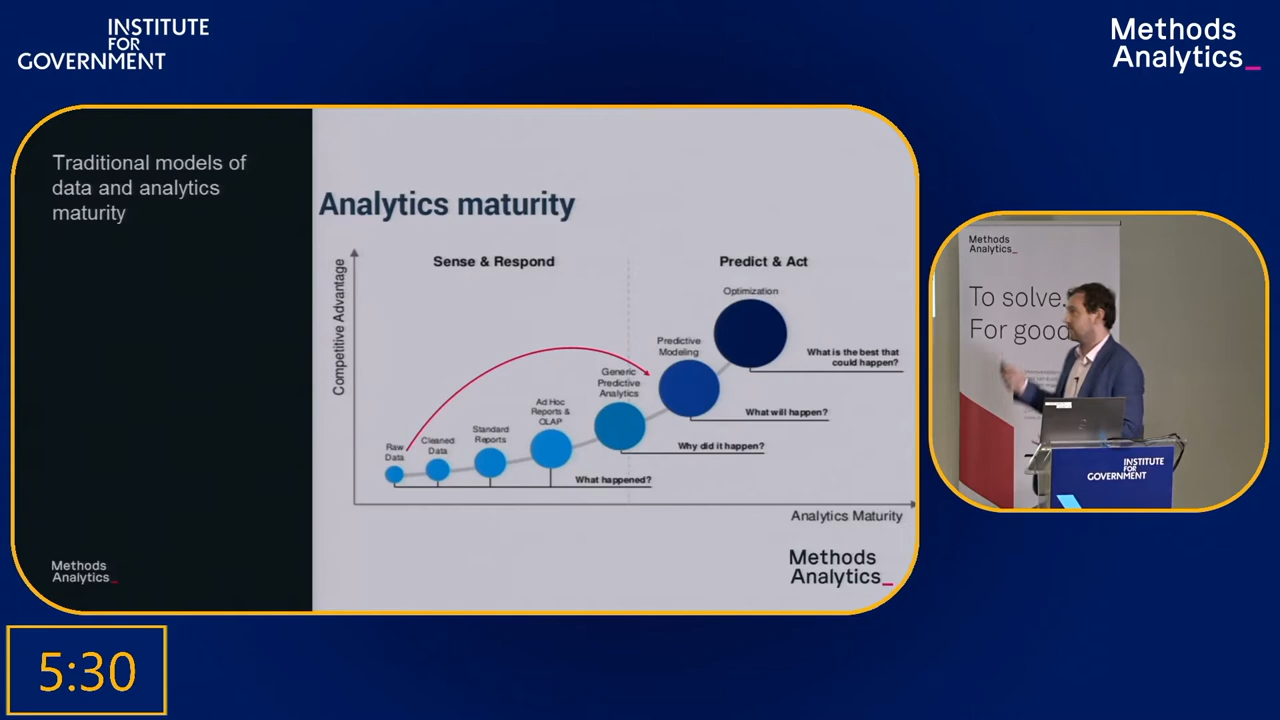 INSTITUTE
FOR
GOVERNMENT
Methods
Analytics_
Traditional models of
data and analytics
maturity
Analytics maturity
Sense & Respond
Predict & Act
Competitive Advantage
Optimization
What is the best that
could happen?
Predictive
Modeling
What will happen?
Generic
Predictive
Analytics
Why did it happen?
Ad Hoc
Reports &
OLAP
Standard
Reports
Cleaned
Data
Raw
Data
What happened?
Analytics Maturity
Methods
Analytics_
Methods
Analytics_
Methods
Analytics_
To solve.
For good
INSTITUTE
FOR
GOVERNMENT
5:30